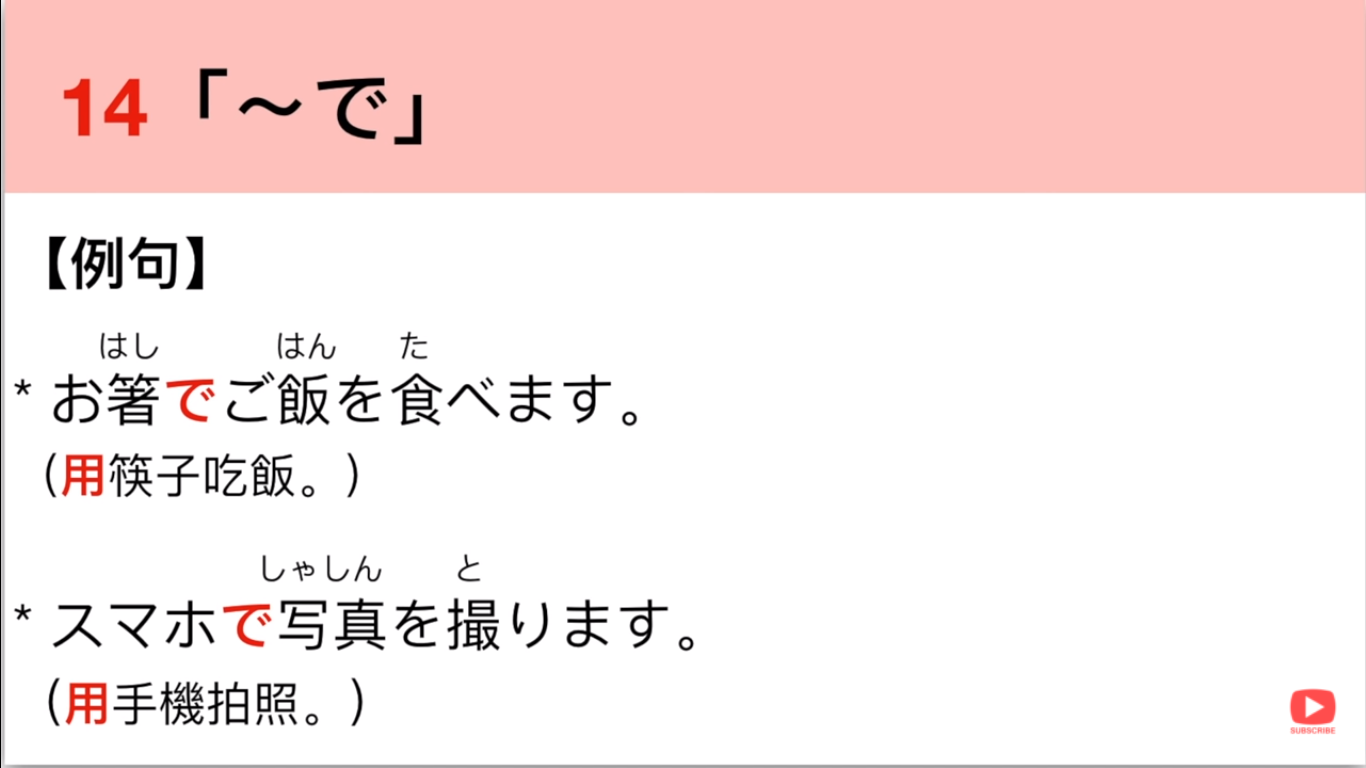 14「～で」
【例句】
はし はん た
* お箸でご飯を食べます。
（用筷子吃飯。）
しゃしん と
* スマホで写真を撮ります。
（用手機拍照。）
SUBSCRIBE